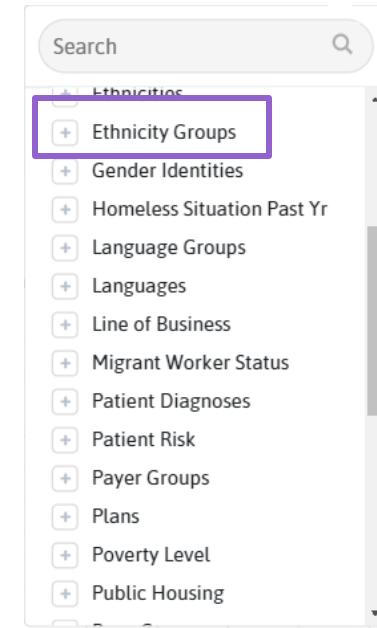 Search
Ethnicities
Ethnicity Groups
Gender Identities
Homeless Situation Past Yr
Language Groups
Languages
Line of Business
Migrant Worker Status
Patient Diagnoses
Patient Risk
Payer Groups
Plans
Poverty Level
Public Housing